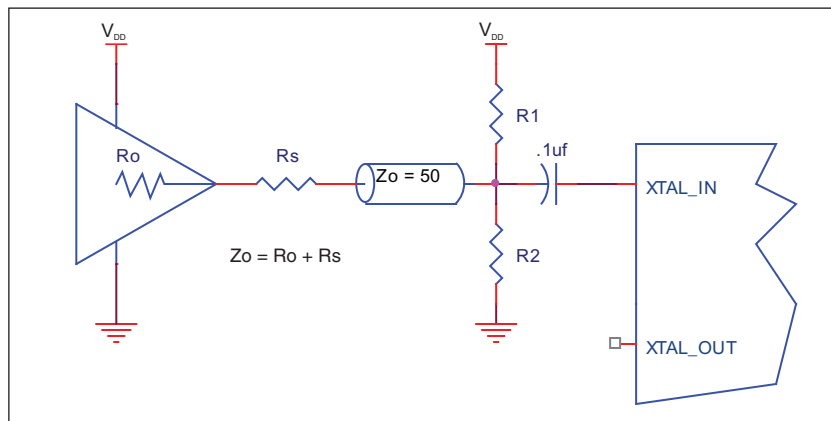 VDD
VDD
R1
.1uf
Ro
Rs
Zo = 50
XTAL_IN
Zo = Ro + Rs
R2
XTAL_OUT